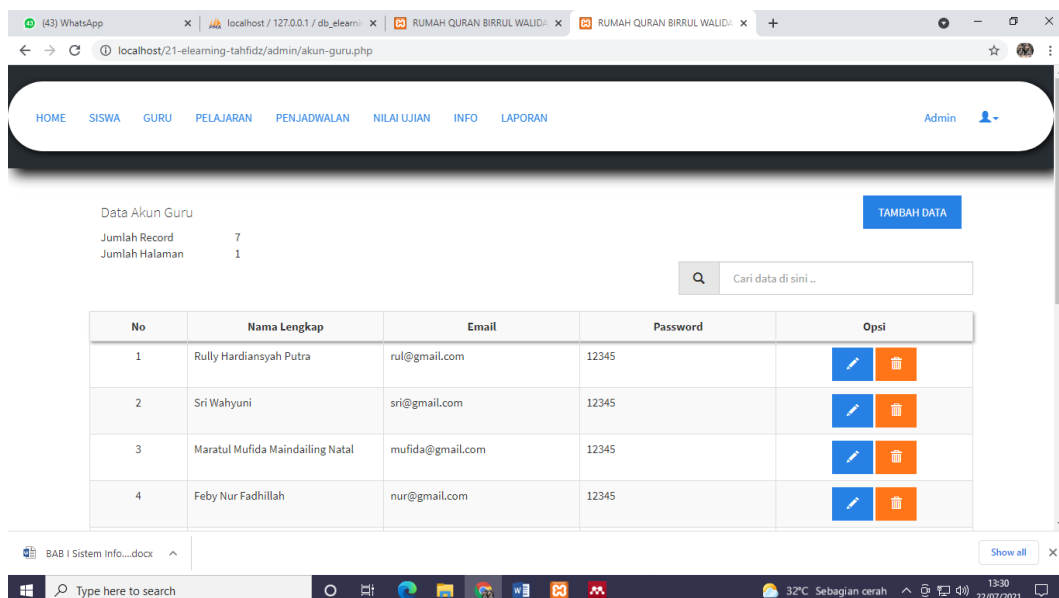 43 (43) WhatsApp
localhost / 127.0.0.1 / db_elearni
RUMAH QURAN BIRRUL WALIDA
RUMAH QURAN BIRRUL WALIDA
localhost/21-elearning-tahfidz/admin/akun-guru.php
HOME SISWA GURU PELAJARAN PENJADWALAN NILAI UJIAN INFO LAPORAN Admin
Data Akun Guru
TAMBAH DATA
Jumlah Record 7
Jumlah Halaman 1
Cari data di sini ..
No Nama Lengkap Email Password Opsi
1 Rully Hardiansyah Putra rul@gmail.com 12345
2 Sri Wahyuni sri@gmail.com 12345
3 Maratul Mufida Maindailing Natal mufida@gmail.com 12345
4 Feby Nur Fadhillah nur@gmail.com 12345
BAB I Sistem Info....docx
Show all
Type here to search
32°C Sebagian cerah
13:30
22/07/2021